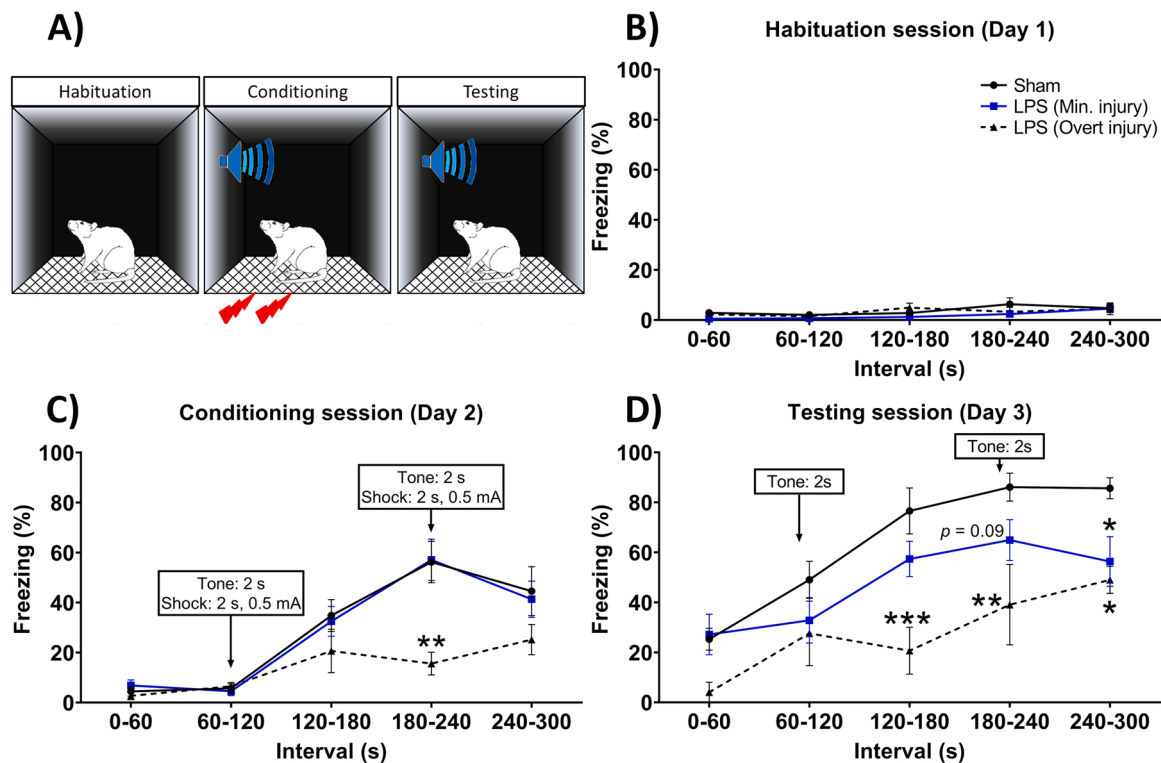 A)
Habituation
Conditioning
Testing
B)
Habituation session (Day 1)
Freezing (%)
100
80
60
40
20
0
Sham
LPS (Min. injury)
LPS (Overt injury)
0-60 60-120 120-180 180-240 240-300
Interval (s)
C)
Conditioning session (Day 2)
Freezing (%)
100
80
60
40
20
0
Tone: 2 s
Shock: 2 s, 0.5 mA
Tone: 2 s
Shock: 2 s, 0.5 mA
**
0-60 60-120 120-180 180-240 240-300
Interval (s)
D)
Testing session (Day 3)
Freezing (%)
100
80
60
40
20
0
Tone: 2s
Tone: 2s
p = 0.09
*
***
**
*
0-60 60-120 120-180 180-240 240-300
Interval (s)